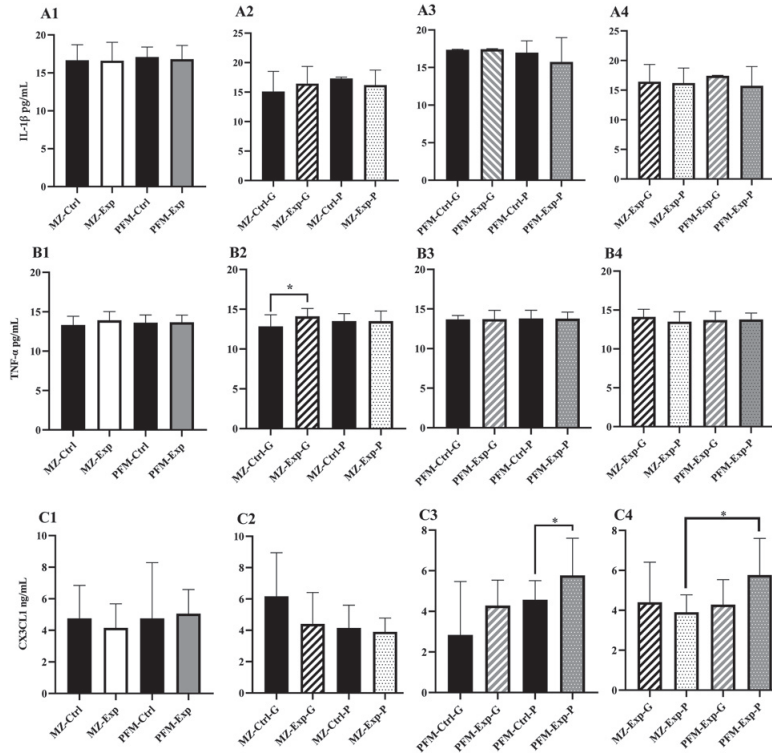 A1
A2
A3
A4
IL-1β pg/mL
20
15
10
5
0
MZ-Ctrl
MZ-Exp
PFM-Ctrl
PFM-Exp
25
20
15
10
5
0
MZ-Ctrl-G
MZ-Exp-G
MZ-Ctrl-P
MZ-Exp-P
20
15
10
5
0
PFM-Ctrl-G
PFM-Exp-G
PFM-Ctrl-P
PFM-Exp-P
25
20
15
10
5
0
MZ-Exp-G
MZ-Exp-P
PFM-Exp-G
PFM-Exp-P
B1
B2
B3
B4
TNF-α pg/mL
20
15
10
5
0
MZ-Ctrl
MZ-Exp
PFM-Ctrl
PFM-Exp
20
15
10
5
0
*
MZ-Ctrl-G
MZ-Exp-G
MZ-Ctrl-P
MZ-Exp-P
20
15
10
5
0
PFM-Ctrl-G
PFM-Exp-G
PFM-Ctrl-P
PFM-Exp-P
20
15
10
5
0
MZ-Exp-G
MZ-Exp-P
PFM-Exp-G
PFM-Exp-P
C1
C2
C3
C4
CX3CL1 ng/mL
10
8
6
4
2
0
MZ-Ctrl
MZ-Exp
PFM-Ctrl
PFM-Exp
10
8
6
4
2
0
MZ-Ctrl-G
MZ-Exp-G
MZ-Ctrl-P
MZ-Exp-P
8
6
4
2
0
*
PFM-Ctrl-G
PFM-Exp-G
PFM-Ctrl-P
PFM-Exp-P
8
6
4
2
0
*
MZ-Exp-G
MZ-Exp-P
PFM-Exp-G
PFM-Exp-P